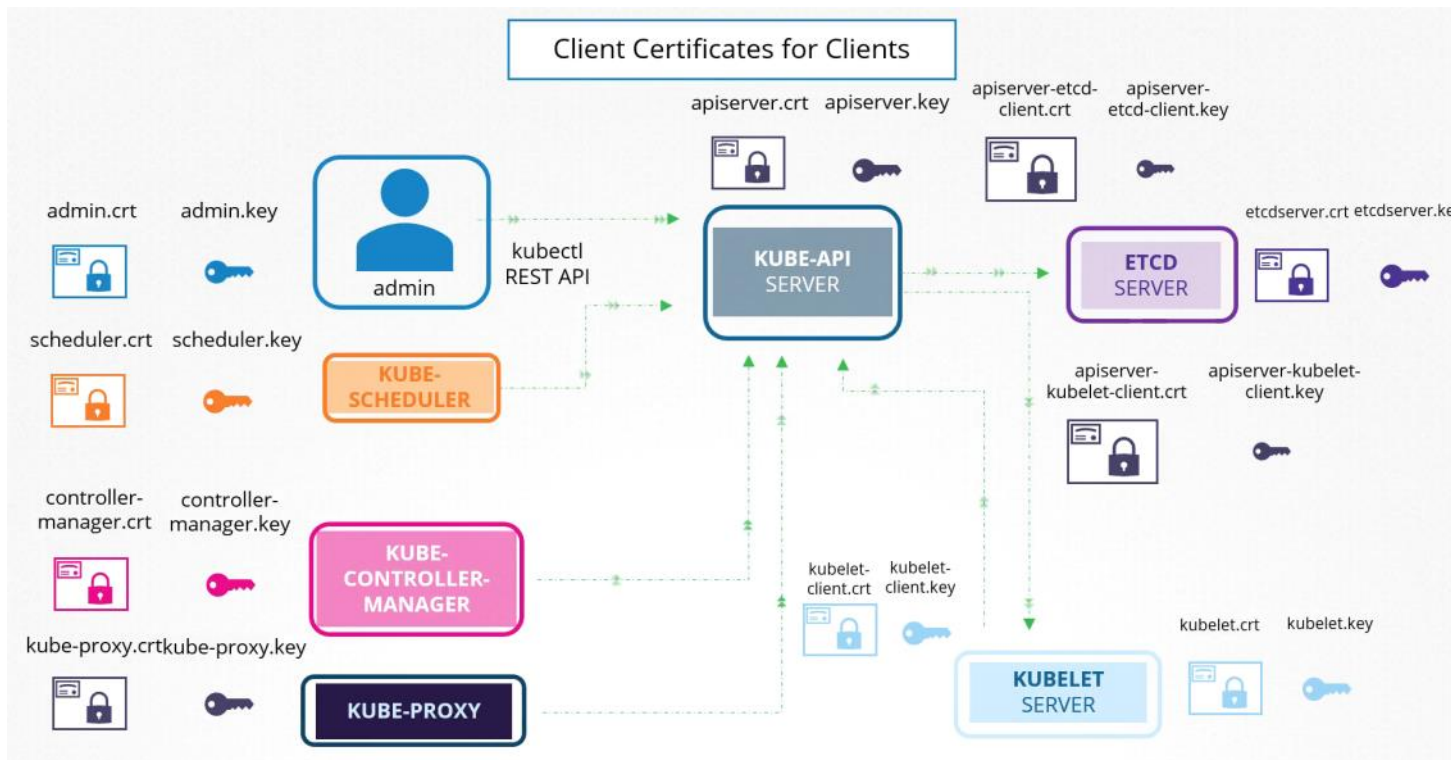 Client Certificates for Clients
apiserver.crt
apiserver.key
apiserver-etcd-
client.crt
apiserver-
etcd-client.key
admin.crt
admin.key
admin
kubectl
REST API
KUBE-API
SERVER
ETCD
SERVER
etcdserver.crt
etcdserver.ke
scheduler.crt
scheduler.key
KUBE-
SCHEDULER
apiserver-
kubelet-client.crt
apiserver-kubelet-
client.key
controller-
manager.crt
controller-
manager.key
KUBE-
CONTROLLER-
MANAGER
kubelet-
client.crt
kubelet-
client.key
kube-proxy.crt
kube-proxy.key
KUBE-PROXY
KUBELET
SERVER
kubelet.crt
kubelet.key